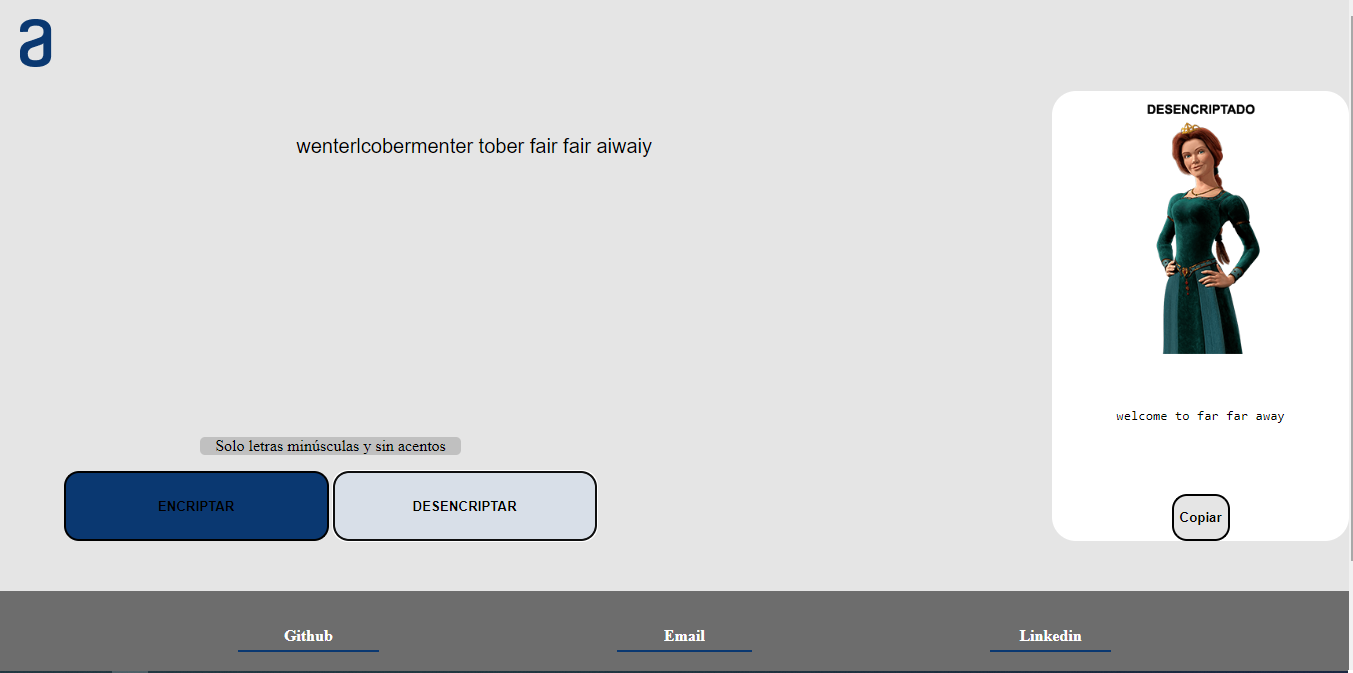 a
DESENCRIPTADO
wenterlcobermenter tober fair fair aiwaiy
welcome to far far away
Solo letras minúsculas y sin acentos
ENCRIPTAR
DESENCRIPTAR
Copiar
Github
Email
Linkedin